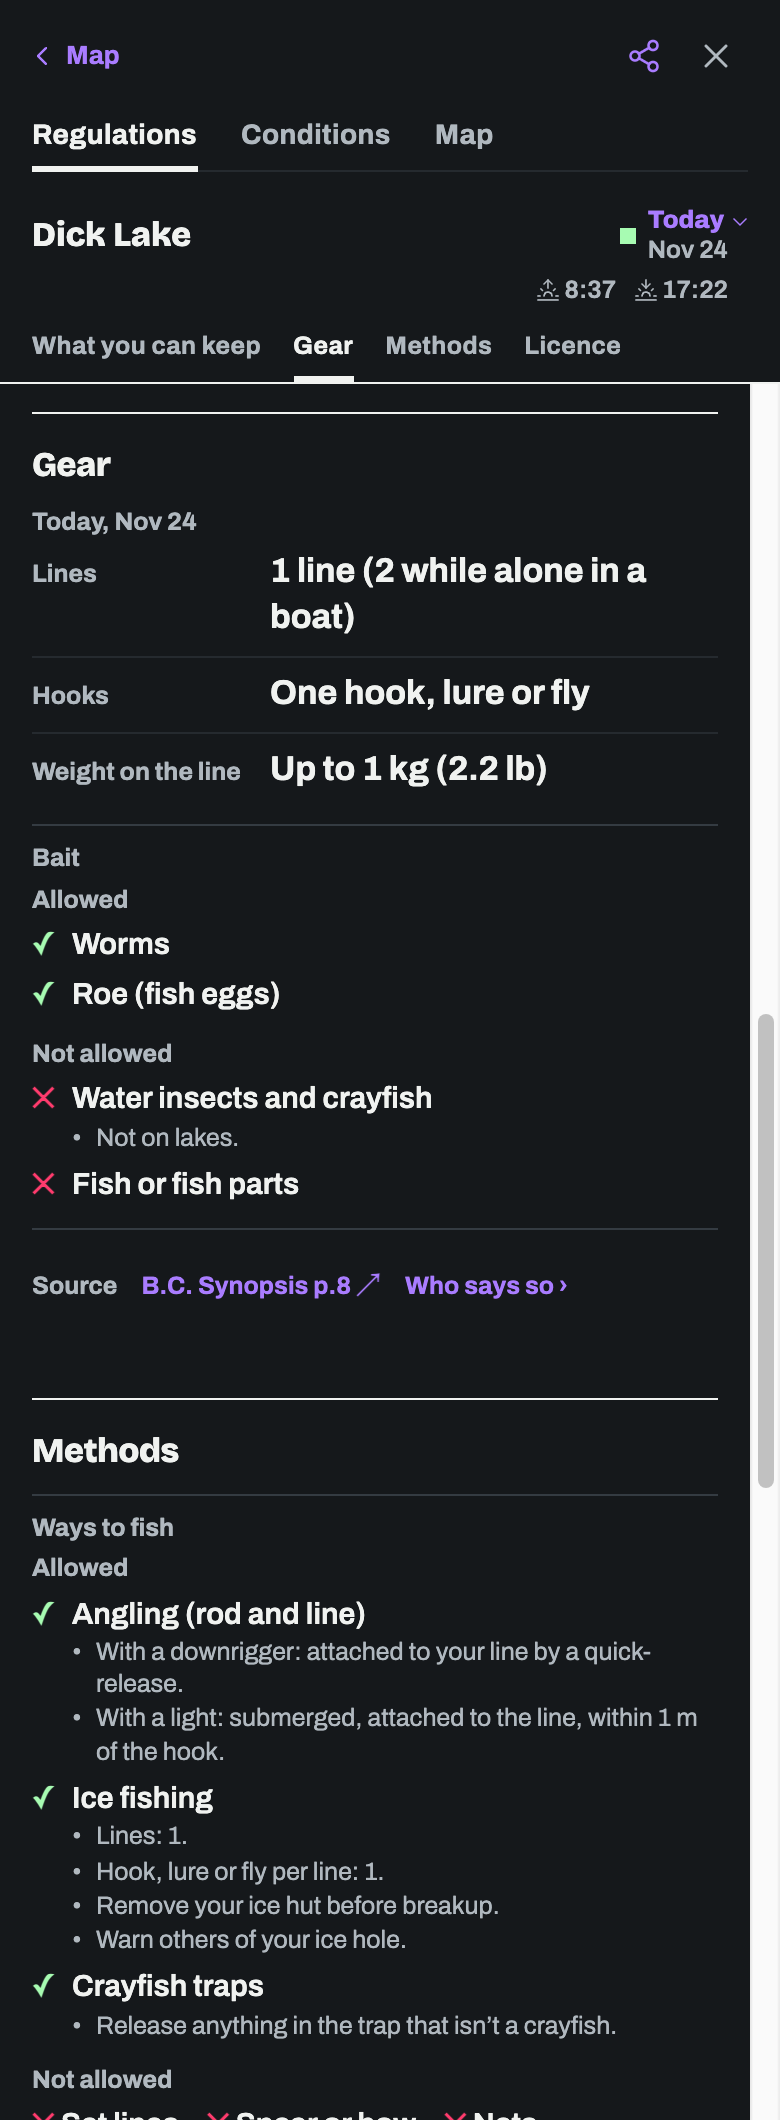 Map
Regulations Conditions Map
Dick Lake
Today
Nov 24
8:37 17:22
What you can keep Gear Methods Licence
Gear
Today, Nov 24
Lines 1 line (2 while alone in a
boat)
Hooks One hook, lure or fly
Weight on the line Up to 1 kg (2.2 lb)
Bait
Allowed
Worms
Roe (fish eggs)
Not allowed
Water insects and crayfish
• Not on lakes.
Fish or fish parts
Source B.C. Synopsis p.8 Who says so ›
Methods
Ways to fish
Allowed
Angling (rod and line)
• With a downrigger: attached to your line by a quick-
release.
• With a light: submerged, attached to the line, within 1 m
of the hook.
Ice fishing
• Lines: 1.
• Hook, lure or fly per line: 1.
• Remove your ice hut before breakup.
• Warn others of your ice hole.
Crayfish traps
• Release anything in the trap that isn’t a crayfish.
Not allowed
Set lines Spear or bow Nets